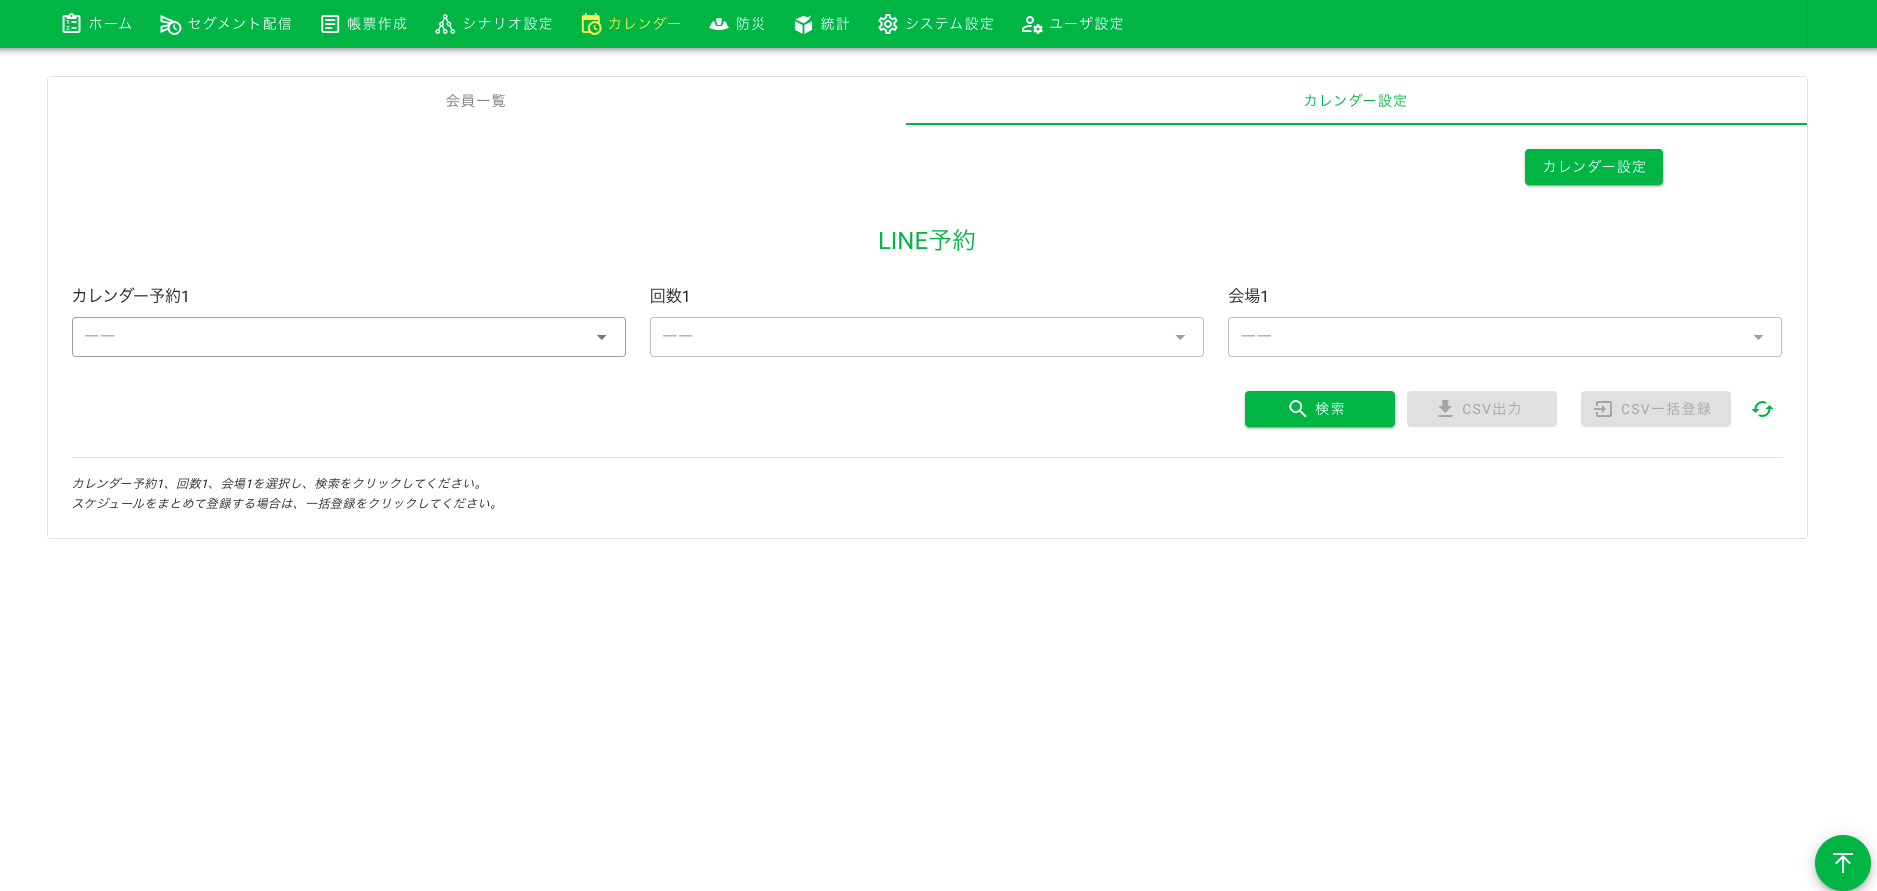 ホーム セグメント配信 帳票作成 シナリオ設定 カレンダー 防災 統計 システム設定 ユーザ設定
会員一覧 カレンダー設定
カレンダー設定
LINE予約
カレンダー予約1 回数1 会場1
—— —— ——
検索 CSV出力 CSV一括登録
カレンダー予約1、回数1、会場1を選択し、検索をクリックしてください。
スケジュールをまとめて登録する場合は、一括登録をクリックしてください。